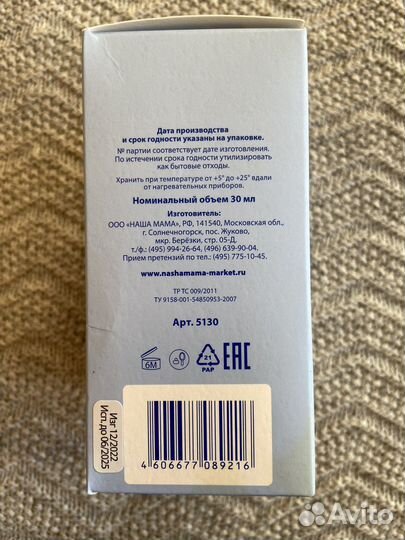 Дата производства
и срок годности указаны на упаковке.
№ партии соответствует дате изготовления.
По истечении срока годности утилизировать
как бытовые отходы.
Хранить при температуре от +5° до +25° вдали
от нагревательных приборов.
Номинальный объем 30 мл
Изготовитель:
ООО «НАША МАМА», РФ, 141540, Московская обл.,
г. Солнечногорск, пос. Жуково,
мкр. Берёзки, стр. 05-Д.
т./ф.: (495) 994-26-64, (496) 639-90-04.
Прием претензий по тел.: (495) 775-10-45.
www.nashamama-market.ru
ТР ТС 009/2011
ТУ 9158-001-54850953-2007
Арт. 5130
6М
21
PAP
EAC
Изг 12/2022
Исп.до 06/2025
4 606677 089216
Avito